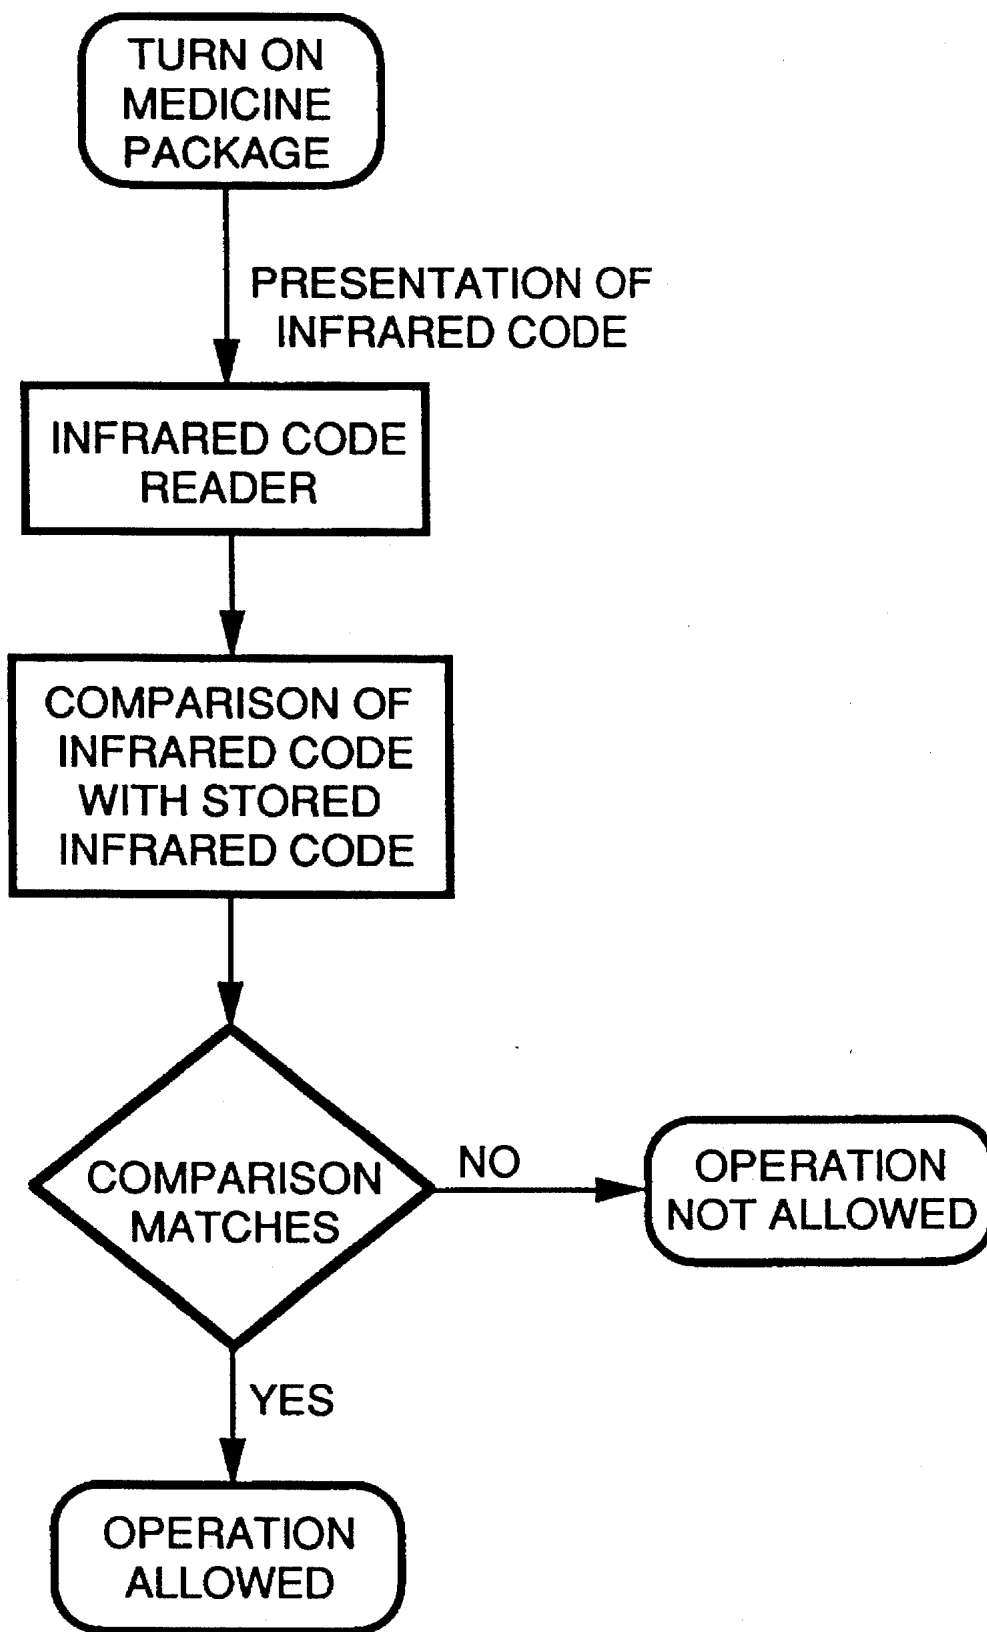 TURN ON
MEDICINE
PACKAGE
PRESENTATION OF
INFRARED CODE
INFRARED CODE
READER
COMPARISON OF
INFRARED CODE
WITH STORED
INFRARED CODE
COMPARISON
MATCHES
NO
OPERATION
NOT ALLOWED
YES
OPERATION
ALLOWED